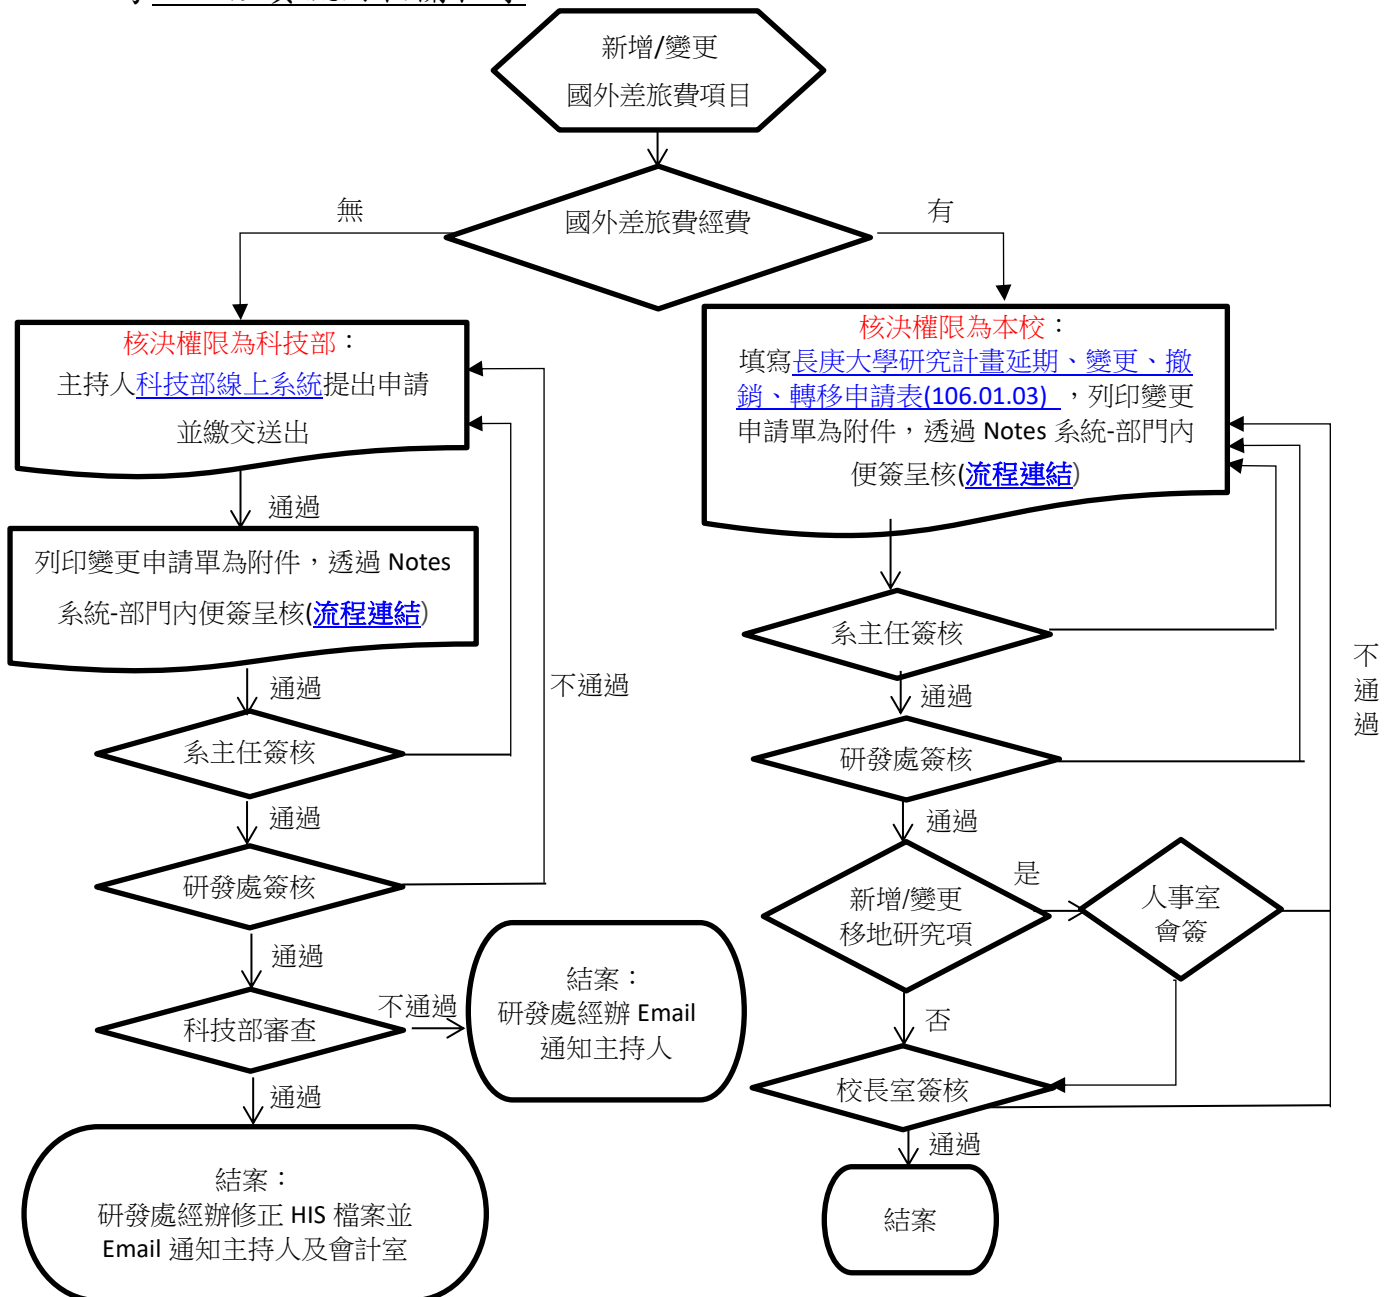 新增/變更
國外差旅費項目
國外差旅費經費
無
有
核決權限為科技部：
主持人科技部線上系統提出申請
並繳交送出
通過
列印變更申請單為附件，透過 Notes
系統-部門內便簽呈核(流程連結)
通過
系主任簽核
不通過
通過
研發處簽核
通過
科技部審查
不通過
結案：
研發處經辦 Email
通知主持人
通過
結案：
研發處經辦修正 HIS 檔案並
Email 通知主持人及會計室
核決權限為本校：
填寫長庚大學研究計畫延期、變更、撤
銷、轉移申請表(106.01.03) ，列印變更
申請單為附件，透過 Notes 系統-部門內
便簽呈核(流程連結)
系主任簽核
不
通
過
通過
研發處簽核
通過
新增/變更
移地研究項
是
人事室
會簽
否
校長室簽核
通過
結案